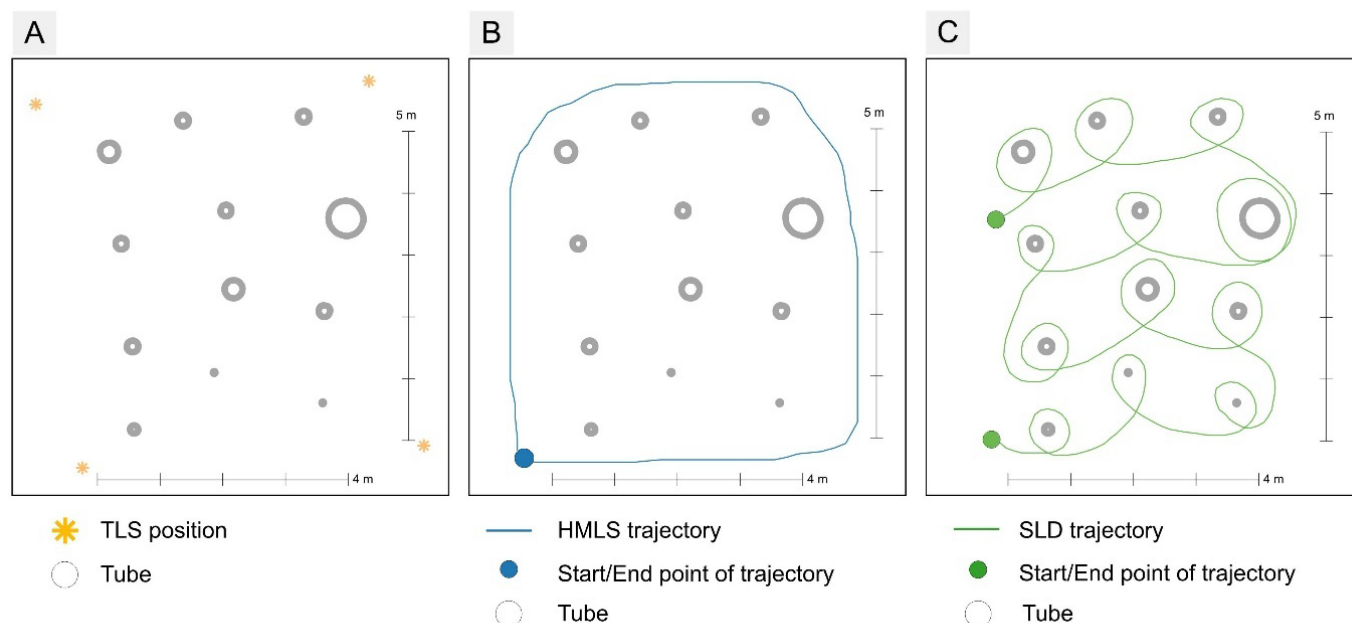 A
5 m
4 m
TLS position
Tube
B
5 m
4 m
HMLS trajectory
Start/End point of trajectory
Tube
C
5 m
4 m
SLD trajectory
Start/End point of trajectory
Tube